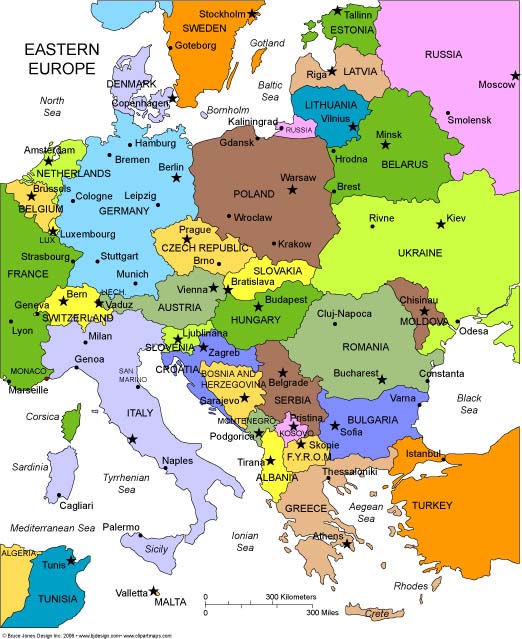 Stockholm
SWEDEN
Tallinn
ESTONIA
EASTERN
EUROPE
Goteborg
Gotland
RUSSIA
Riga
LATVIA
Moscow
DENMARK
Baltic
Sea
North
Sea
Copenhagen
LITHUANIA
Vilnius
Bornholm
Kaliningrad
RUSSIA
Smolensk
Minsk
Hamburg
Gdansk
Amsterdam
Bremen
Hrodna
BELARUS
NETHERLANDS
Berlin
Warsaw
Brest
Brussels
BELGIUM
Cologne
Leipzig
GERMANY
POLAND
Wroclaw
Rivne
Kiev
LUX
Luxembourg
Prague
CZECH REPUBLIC
Krakow
UKRAINE
Strasbourg
Stuttgart
Brno
FRANCE
Munich
SLOVAKIA
Bern
LIECH
Vienna
Bratislava
Geneva
Vaduz
SWITZERLAND
AUSTRIA
Budapest
Chisinau
MOLDOVA
Lyon
HUNGARY
Cluj-Napoca
Odesa
Milan
Ljubliana
SLOVENIA
Zagreb
ROMANIA
Genoa
CROATIA
MONACO
SAN
MARINO
BOSNIA AND
HERZEGOVINA
Belgrade
Bucharest
Constanta
Marseille
Sarajevo
SERBIA
Varna
Black
Sea
Corsica
ITALY
MONTENEGRO
Pristina
KOSOVO
BULGARIA
Sofia
Podgorica
Skopie
F.Y.R.O.M.
Istanbul
Sardinia
Naples
Tirana
ALBANIA
Thessaloniki
Tyrrhenian
Sea
Cagliari
GREECE
Aegean
Sea
TURKEY
Mediterranean Sea
Palermo
Ionian
Sea
Athens
Sicily
ALGERIA
Tunis
Rhodes
TUNISIA
Valletta
MALTA
Crete
0 300 Kilometers
0 300 Miles
© Bruce Jones Design Inc. 2008 • www.bjdesign.com • www.clipartmaps.com